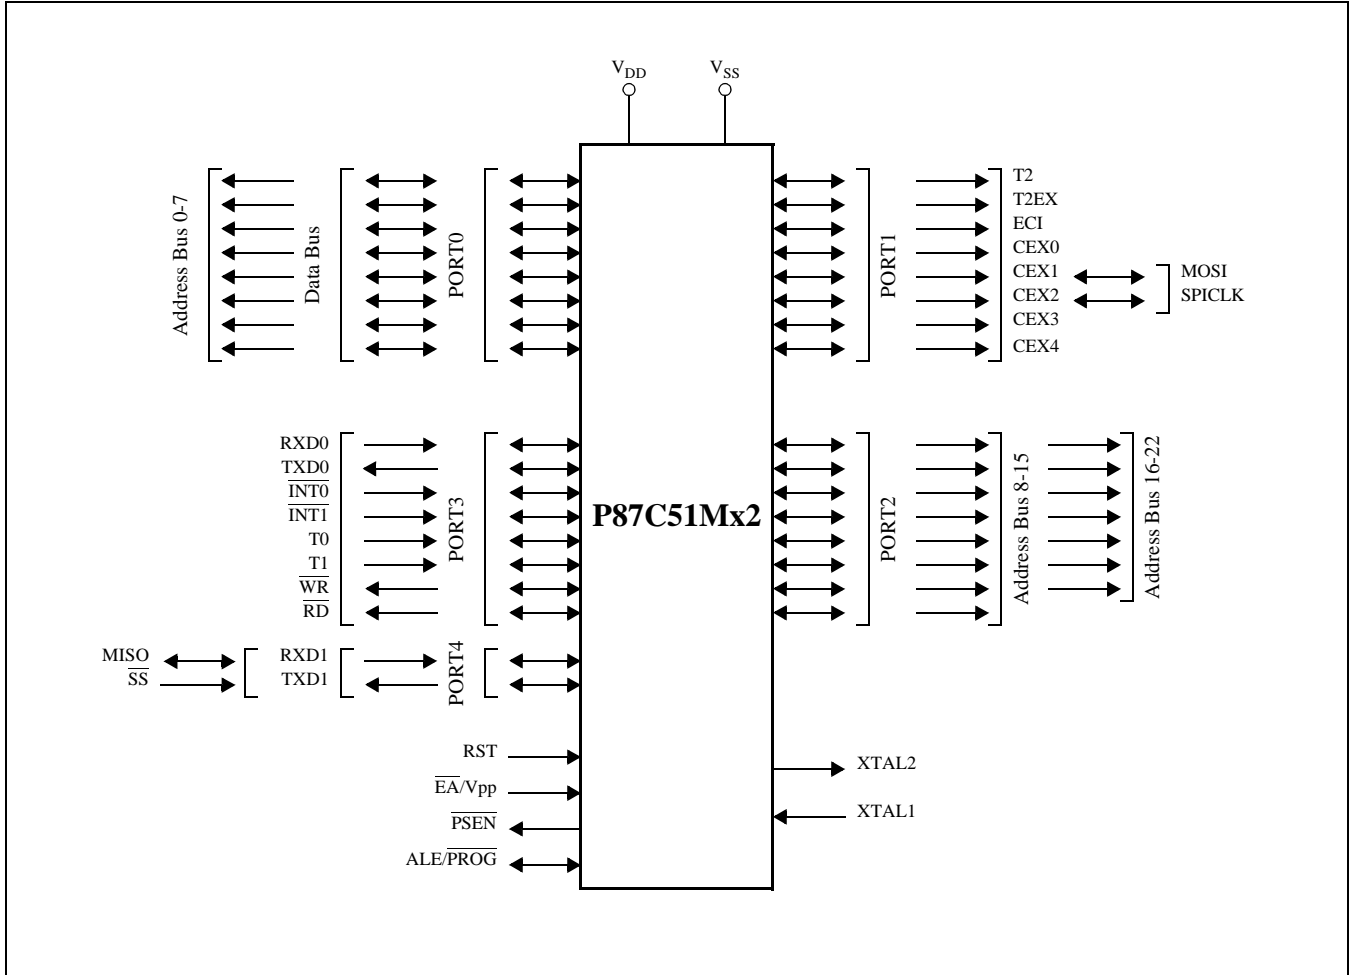 VDD
VSS
Address Bus 0-7
Data Bus
PORT0
PORT1
T2
T2EX
ECI
CEX0
CEX1
CEX2
CEX3
CEX4
MOSI
SPICLK
RXD0
TXD0
INT0
INT1
T0
T1
WR
RD
PORT3
P87C51Mx2
PORT2
Address Bus 8-15
Address Bus 16-22
MISO
SS
RXD1
TXD1
PORT4
RST
EA/Vpp
PSEN
ALE/PROG
XTAL2
XTAL1